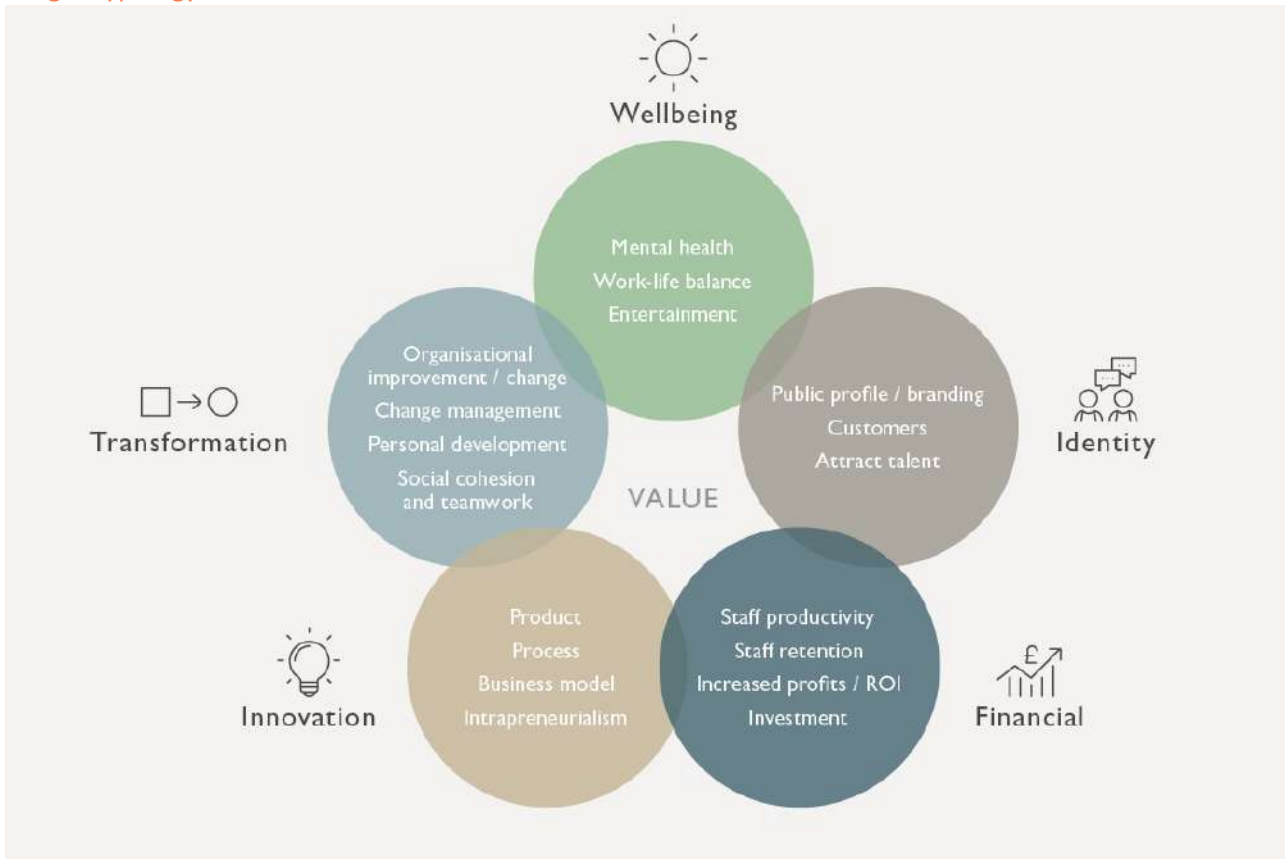 Wellbeing
Mental health
Work-life balance
Entertainment
Transformation
Organisational
improvement / change
Change management
Personal development
Social cohesion
and teamwork
Public profile / branding
Customers
Attract talent
Identity
VALUE
Innovation
Product
Process
Business model
Intrapreneurialism
Staff productivity
Staff retention
Increased profits / ROI
Investment
£
Financial